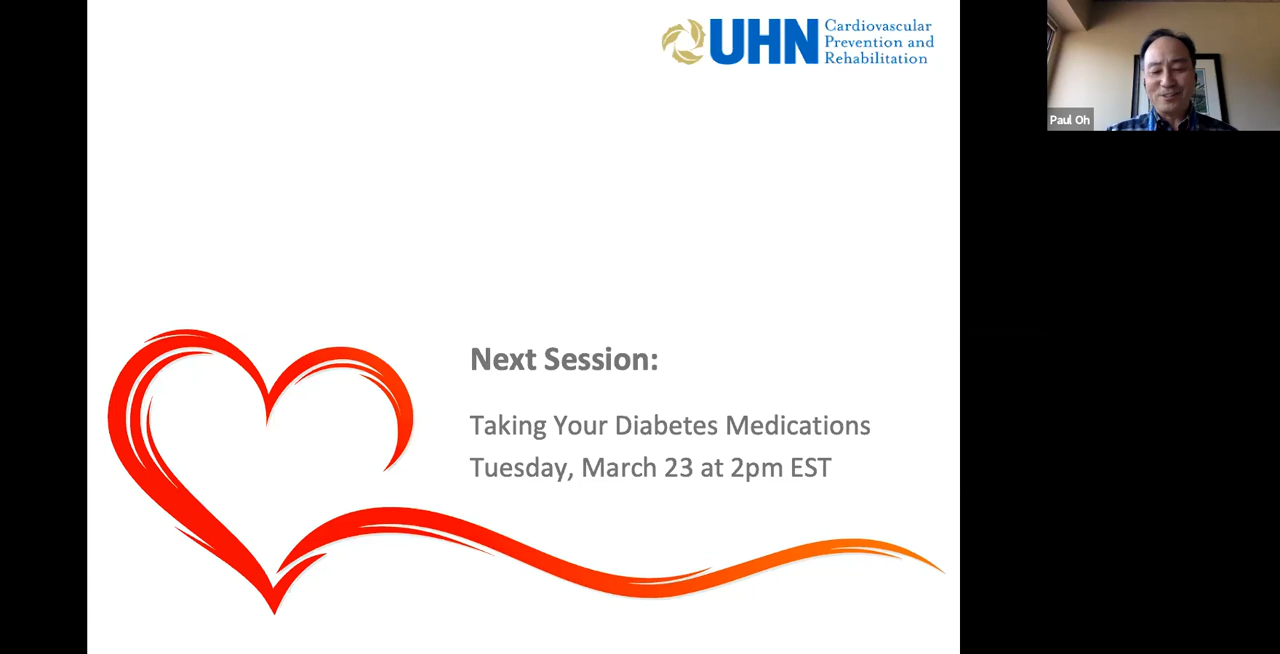 UHN Cardiovascular
Prevention and
Rehabilitation
Paul Oh
Next Session:
Taking Your Diabetes Medications
Tuesday, March 23 at 2pm EST